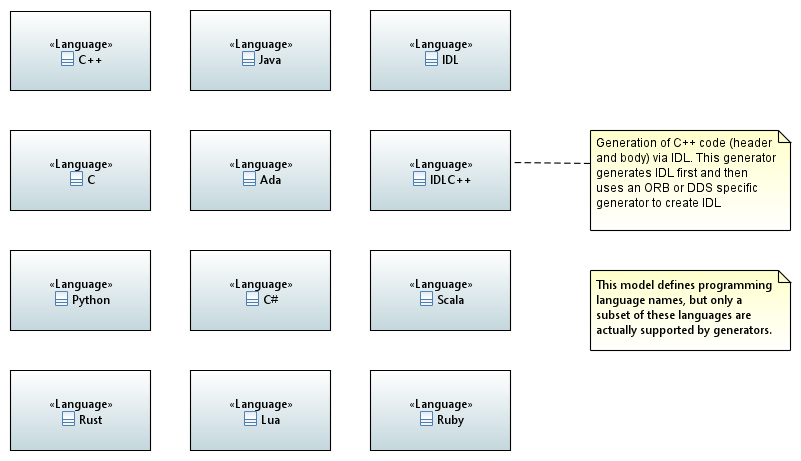 «Language»
C++
«Language»
Java
«Language»
IDL
«Language»
C
«Language»
Ada
«Language»
IDLC++
Generation of C++ code (header
and body) via IDL. This generator
generates IDL first and then
uses an ORB or DDS specific
generator to create IDL
«Language»
Python
«Language»
C#
«Language»
Scala
This model defines programming
language names, but only a
subset of these languages are
actually supported by generators.
«Language»
Rust
«Language»
Lua
«Language»
Ruby